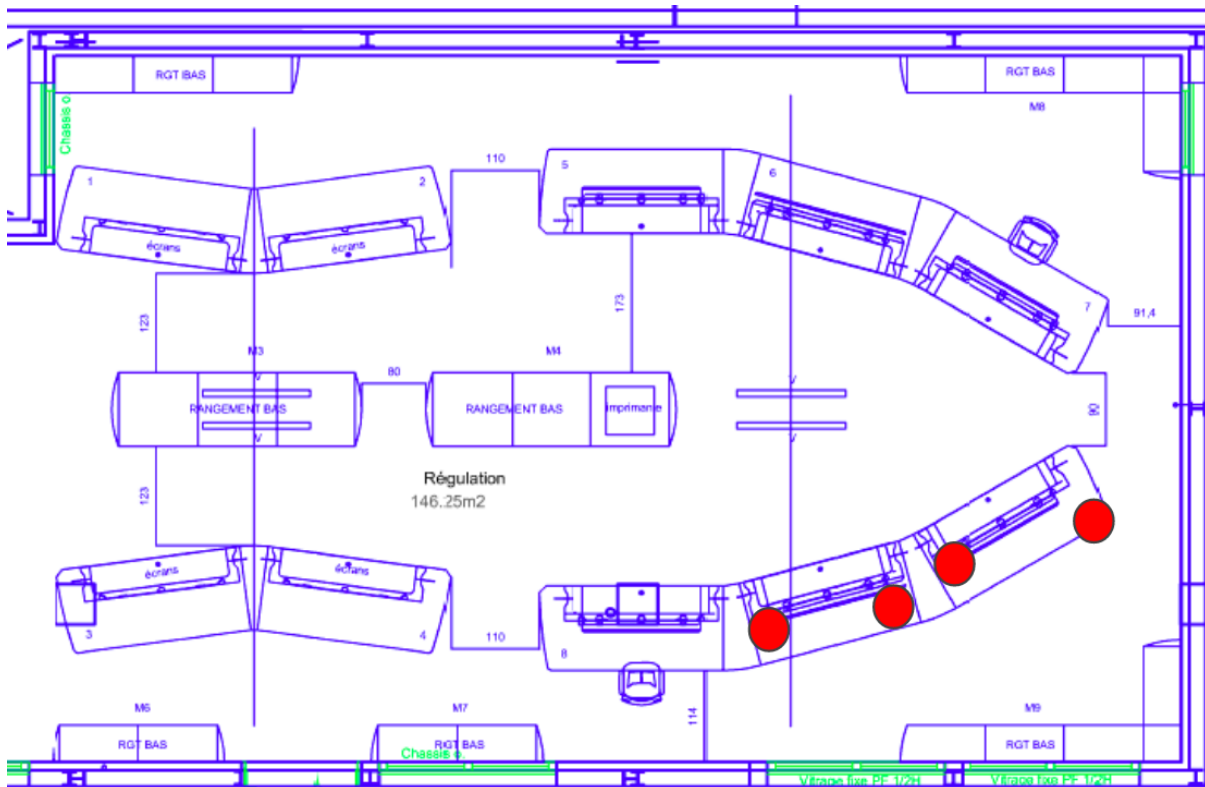 RGT BAS
RGT BAS
M8
Chassis o
1
2
110
5
6
écrans
écrans
7
91,4
123
173
M3
M4
80
RANGEMENT BAS
RANGEMENT BAS
imprimante
90
V
V
V
V
Régulation
146.25m2
123
écrans
écrans
3
4
110
8
114
M6
M7
M9
RGT BAS
RGT BAS
RGT BAS
Chassis o.
Vitrage fixe PF 1/2H
Vitrage fixe PF 1/2H